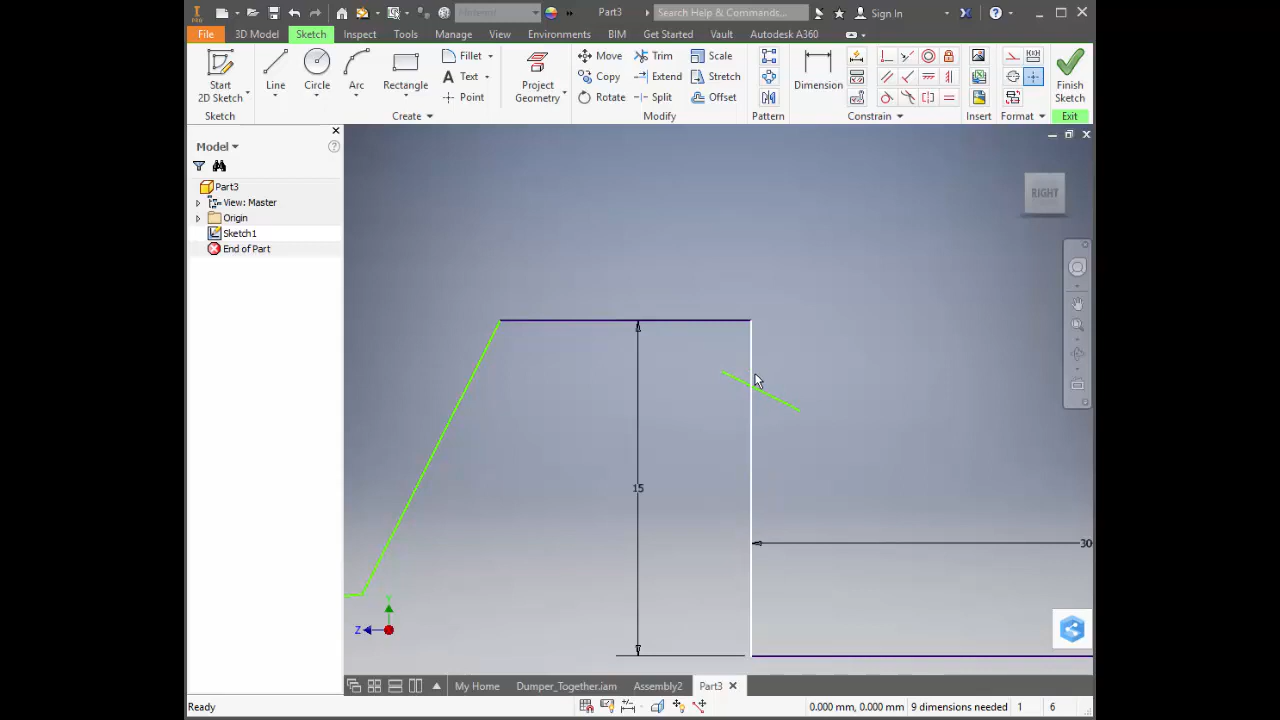 Part3
Search Help & Commands...
Sign In
PRO
File
3D Model
Sketch
Inspect
Tools
Manage
View
Environments
BIM
Get Started
Vault
Autodesk A360
Start
2D Sketch
Line
Circle
Arc
Rectangle
Fillet
Text
Point
Project
Geometry
Move
Copy
Rotate
Trim
Extend
Split
Scale
Stretch
Offset
Dimension
Finish
Sketch
Sketch
Create
Modify
Pattern
Constrain
Insert
Format
Exit
Model
Part3
View: Master
Origin
Sketch1
End of Part
RIGHT
15
30
Y
Z
My Home
Dumper_Together.iam
Assembly2
Part3
Ready
0.000 mm, 0.000 mm
9 dimensions needed
1
6